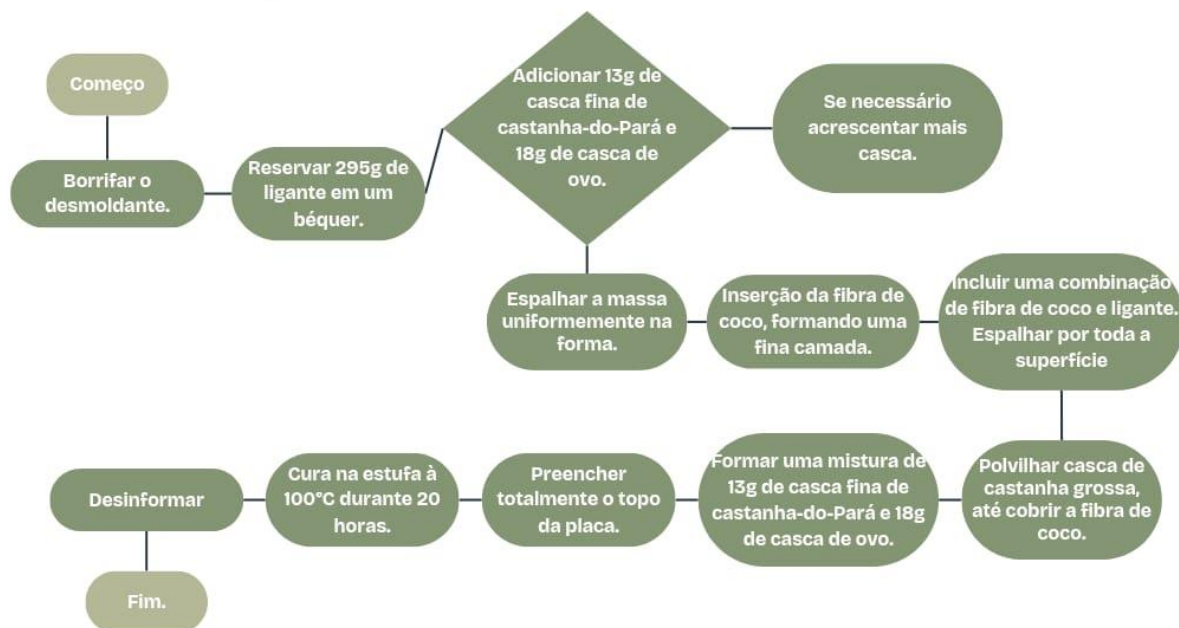 Começo
Borrifar o
desmoldante.
Reservar 295g de
ligante em um
béquer.
Adicionar 13g de
casca fina de
castanha-do-Pará e
18g de casca de
ovo.
Se necessário
acrescentar mais
casca.
Espalhar a massa
uniformemente na
forma.
Inserção da fibra de
coco, formando uma
fina camada.
Incluir uma combinação
de fibra de coco e ligante.
Espalhar por toda a
superfície
Polvilhar casca de
castanha grossa,
até cobrir a fibra de
coco.
Formar uma mistura de
13g de casca fina de
castanha-do-Pará e 18g
de casca de ovo.
Preencher
totalmente o topo
da placa.
Cura na estufa à
100°C durante 20
horas.
Desinformar
Fim.